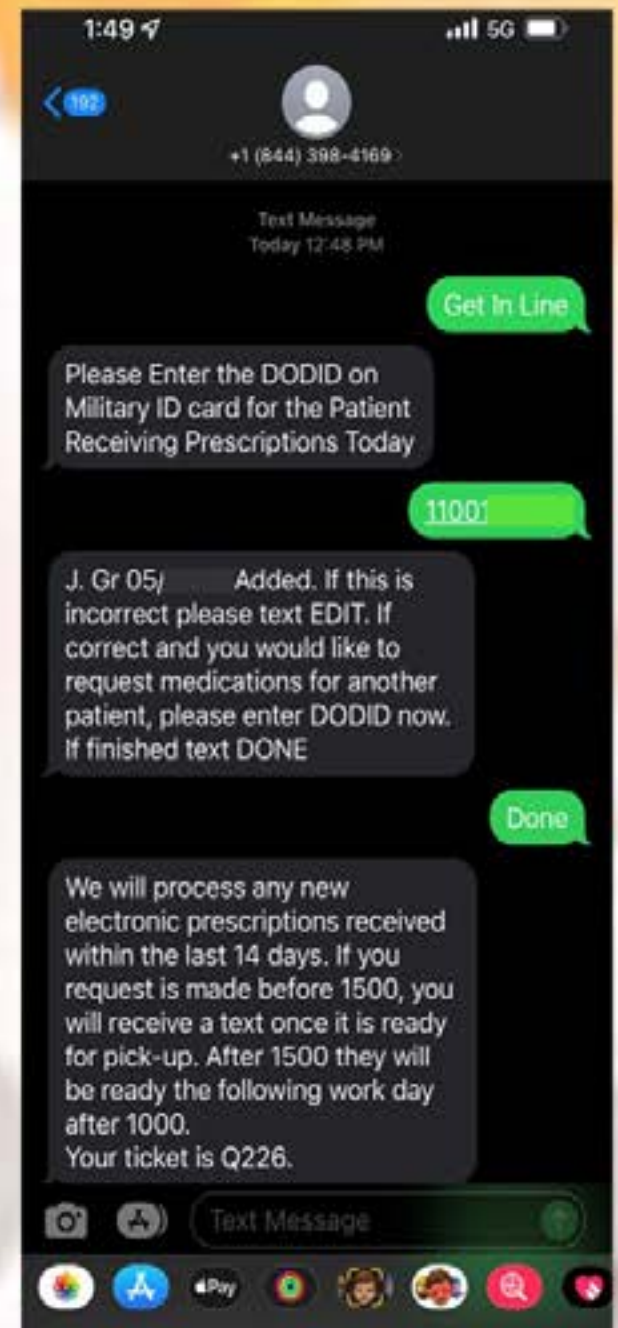 1:49
5G
192
+1 (844) 398-4169
Text Message
Today 12:48 PM
Get In Line
Please Enter the DODID on
Military ID card for the Patient
Receiving Prescriptions Today
11001
J. Gr 05/ Added. If this is
incorrect please text EDIT. If
correct and you would like to
request medications for another
patient, please enter DODID now.
If finished text DONE
Done
We will process any new
electronic prescriptions received
within the last 14 days. If you
request is made before 1500, you
will receive a text once it is ready
for pick-up. After 1500 they will
be ready the following work day
after 1000.
Your ticket is Q226.
Text Message
Pay